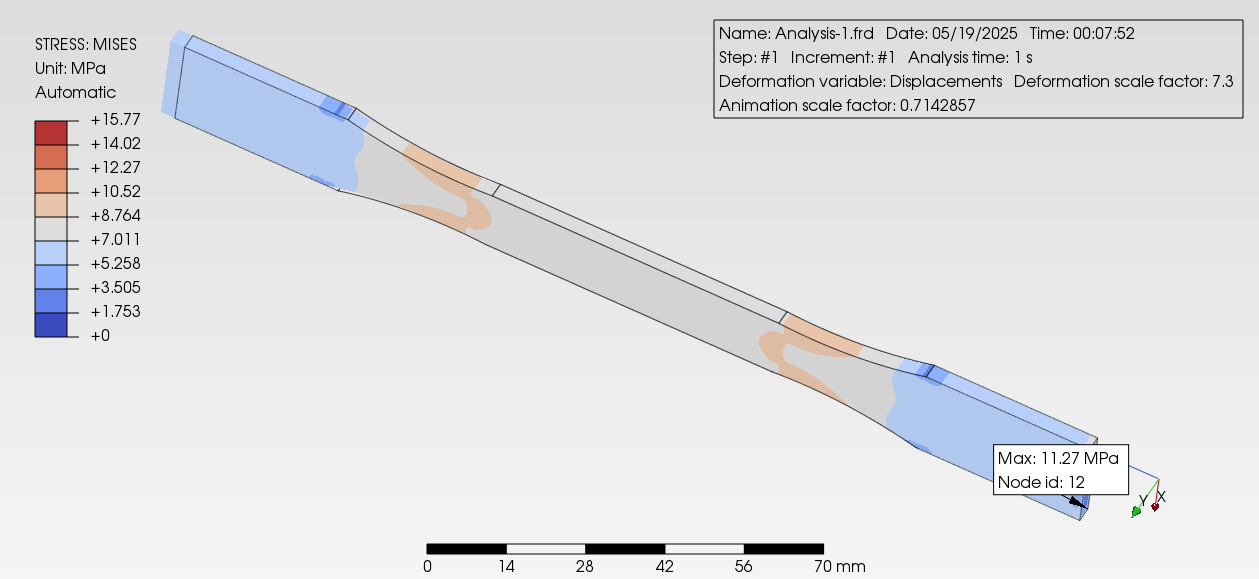 STRESS: MISES
Unit: MPa
Automatic
+15.77
+14.02
+12.27
+10.52
+8.764
+7.011
+5.258
+3.505
+1.753
+0
Name: Analysis-1.frd Date: 05/19/2025 Time: 00:07:52
Step: #1 Increment: #1 Analysis time: 1 s
Deformation variable: Displacements Deformation scale factor: 7.3
Animation scale factor: 0.7142857
Max: 11.27 MPa
Node id: 12
Y X
0 14 28 42 56 70 mm